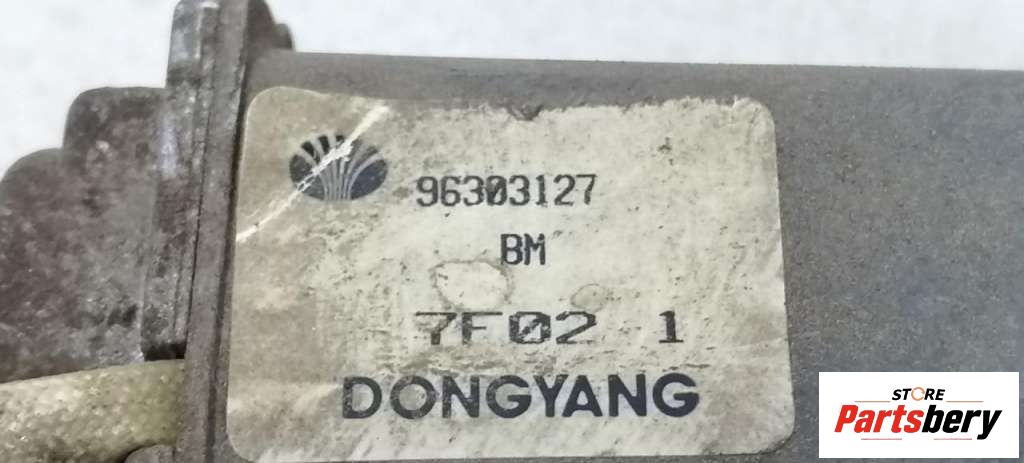 96303127
BM
7F02 1
DONGYANG
STORE
Partsbery